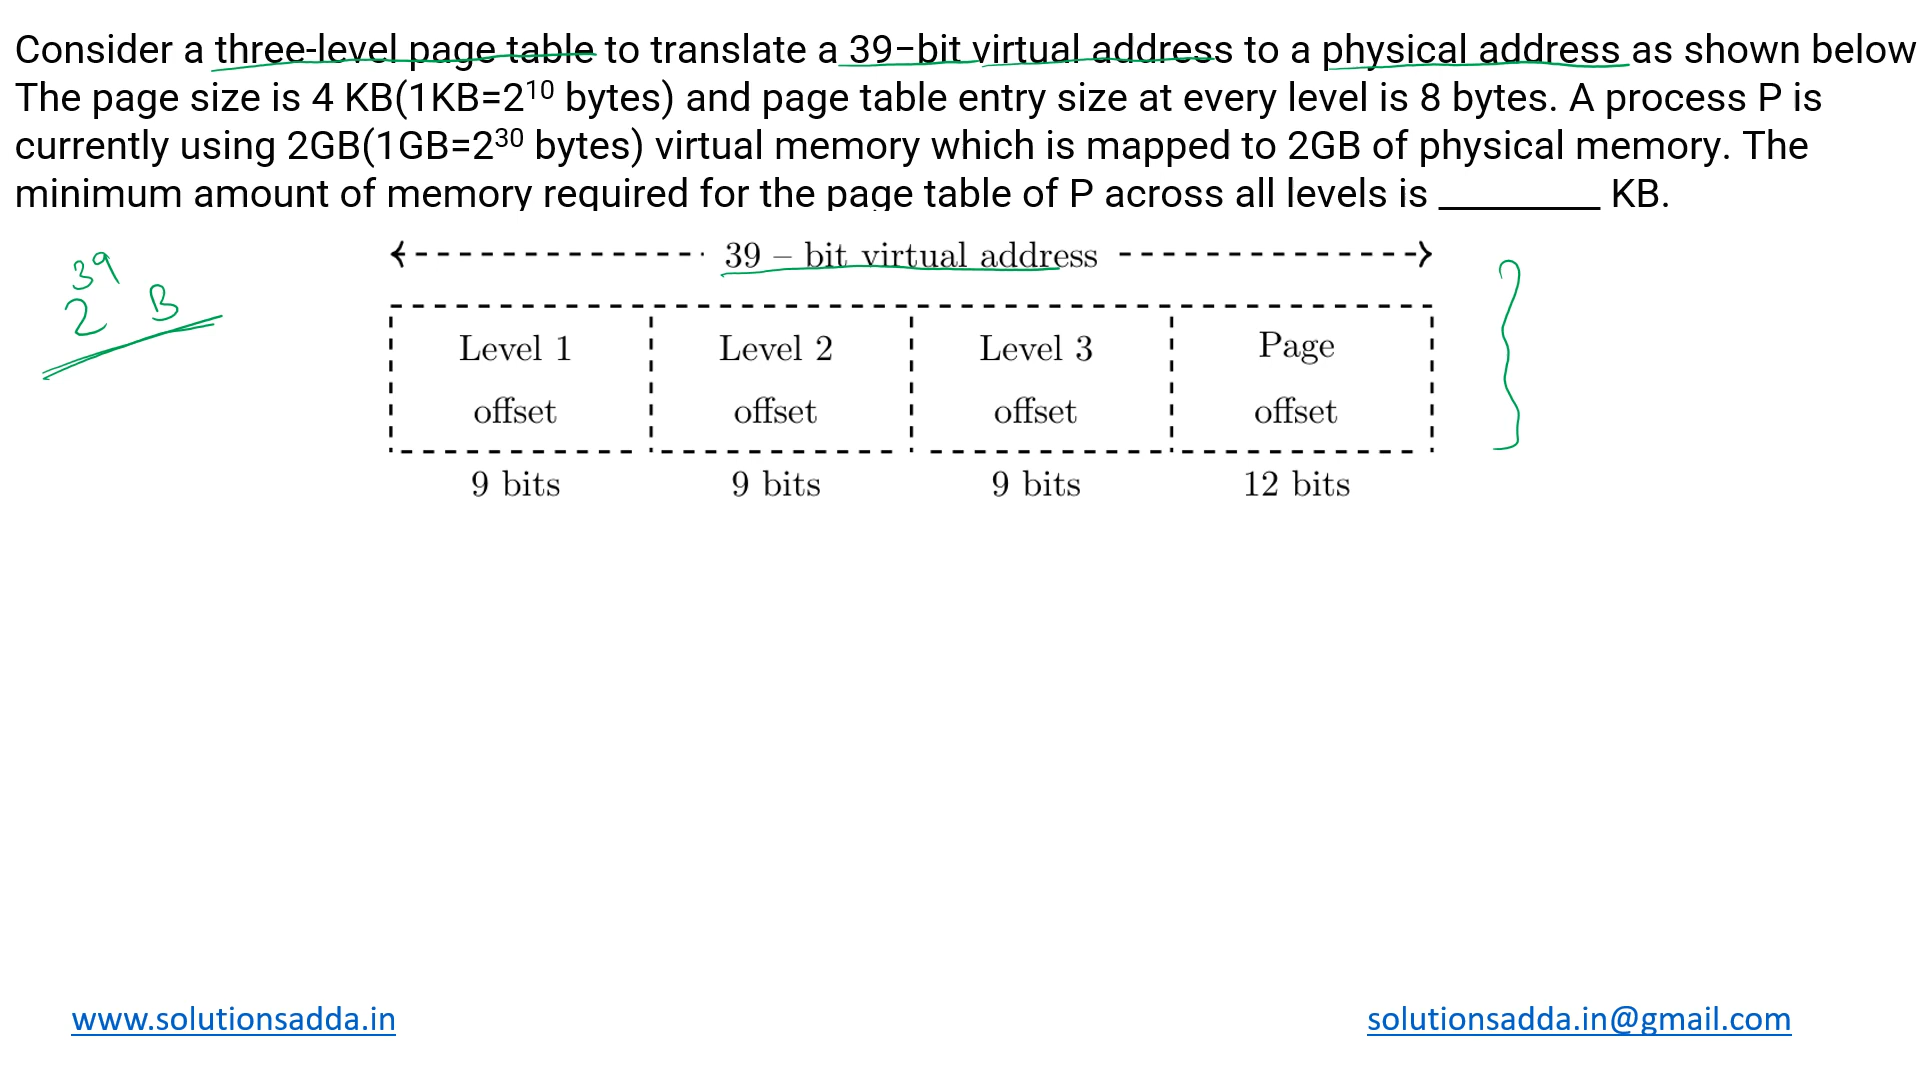 Consider a three-level page table to translate a 39−bit virtual address to a physical address as shown below
The page size is 4 KB(1KB=2¹⁰ bytes) and page table entry size at every level is 8 bytes. A process P is
currently using 2GB(1GB=2³⁰ bytes) virtual memory which is mapped to 2GB of physical memory. The
minimum amount of memory required for the page table of P across all levels is ________ KB.
39 – bit virtual address
2³⁹ B
Level 1 Level 2 Level 3 Page
offset offset offset offset
9 bits 9 bits 9 bits 12 bits
www.solutionsadda.in solutionsadda.in@gmail.com